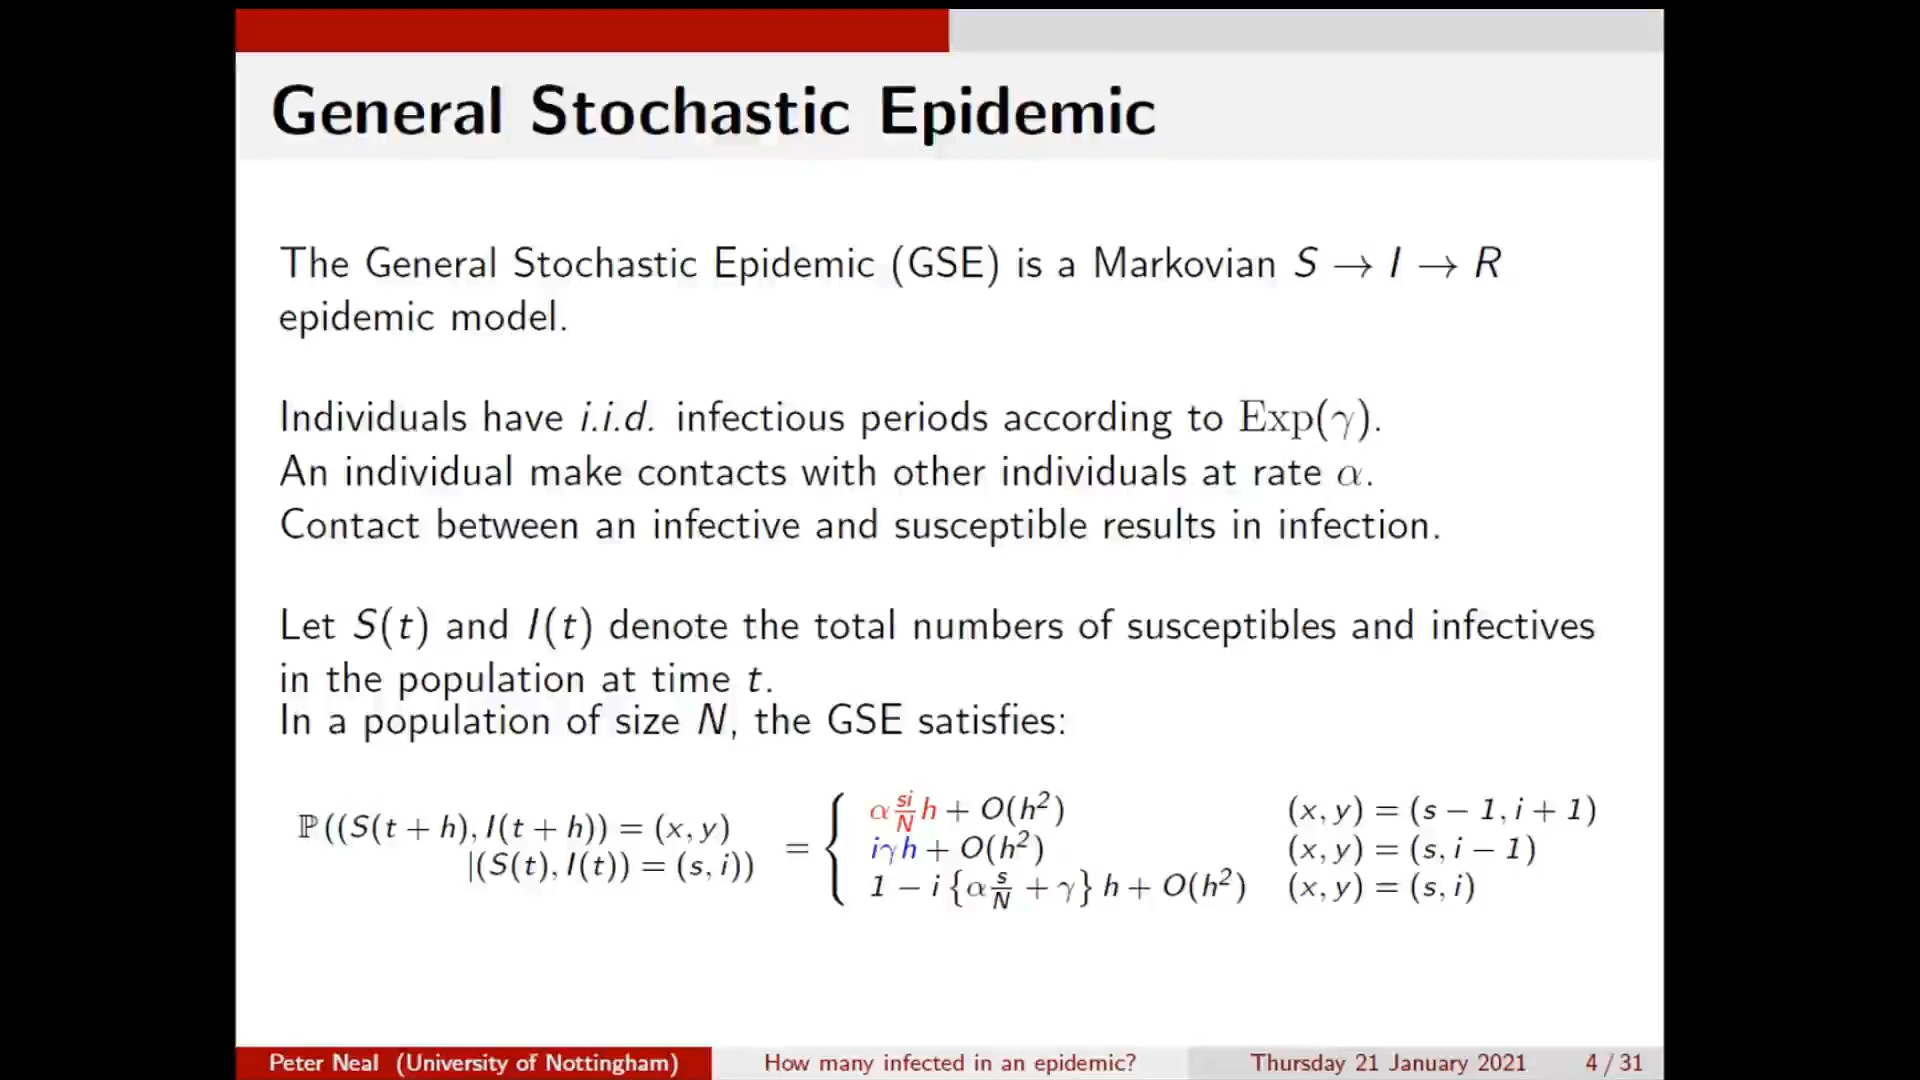 General Stochastic Epidemic
The General Stochastic Epidemic (GSE) is a Markovian S → I → R
epidemic model.
Individuals have i.i.d. infectious periods according to Exp(γ).
An individual make contacts with other individuals at rate α.
Contact between an infective and susceptible results in infection.
Let S(t) and I(t) denote the total numbers of susceptibles and infectives
in the population at time t.
In a population of size N, the GSE satisfies:
ℙ((S(t + h), I(t + h)) = (x, y)
|(S(t), I(t)) = (s, i))
= {
α si/N h + O(h²) (x, y) = (s − 1, i + 1)
iγh + O(h²) (x, y) = (s, i − 1)
1 − i {α s/N + γ} h + O(h²) (x, y) = (s, i)
Peter Neal (University of Nottingham) How many infected in an epidemic? Thursday 21 January 2021 4 / 31